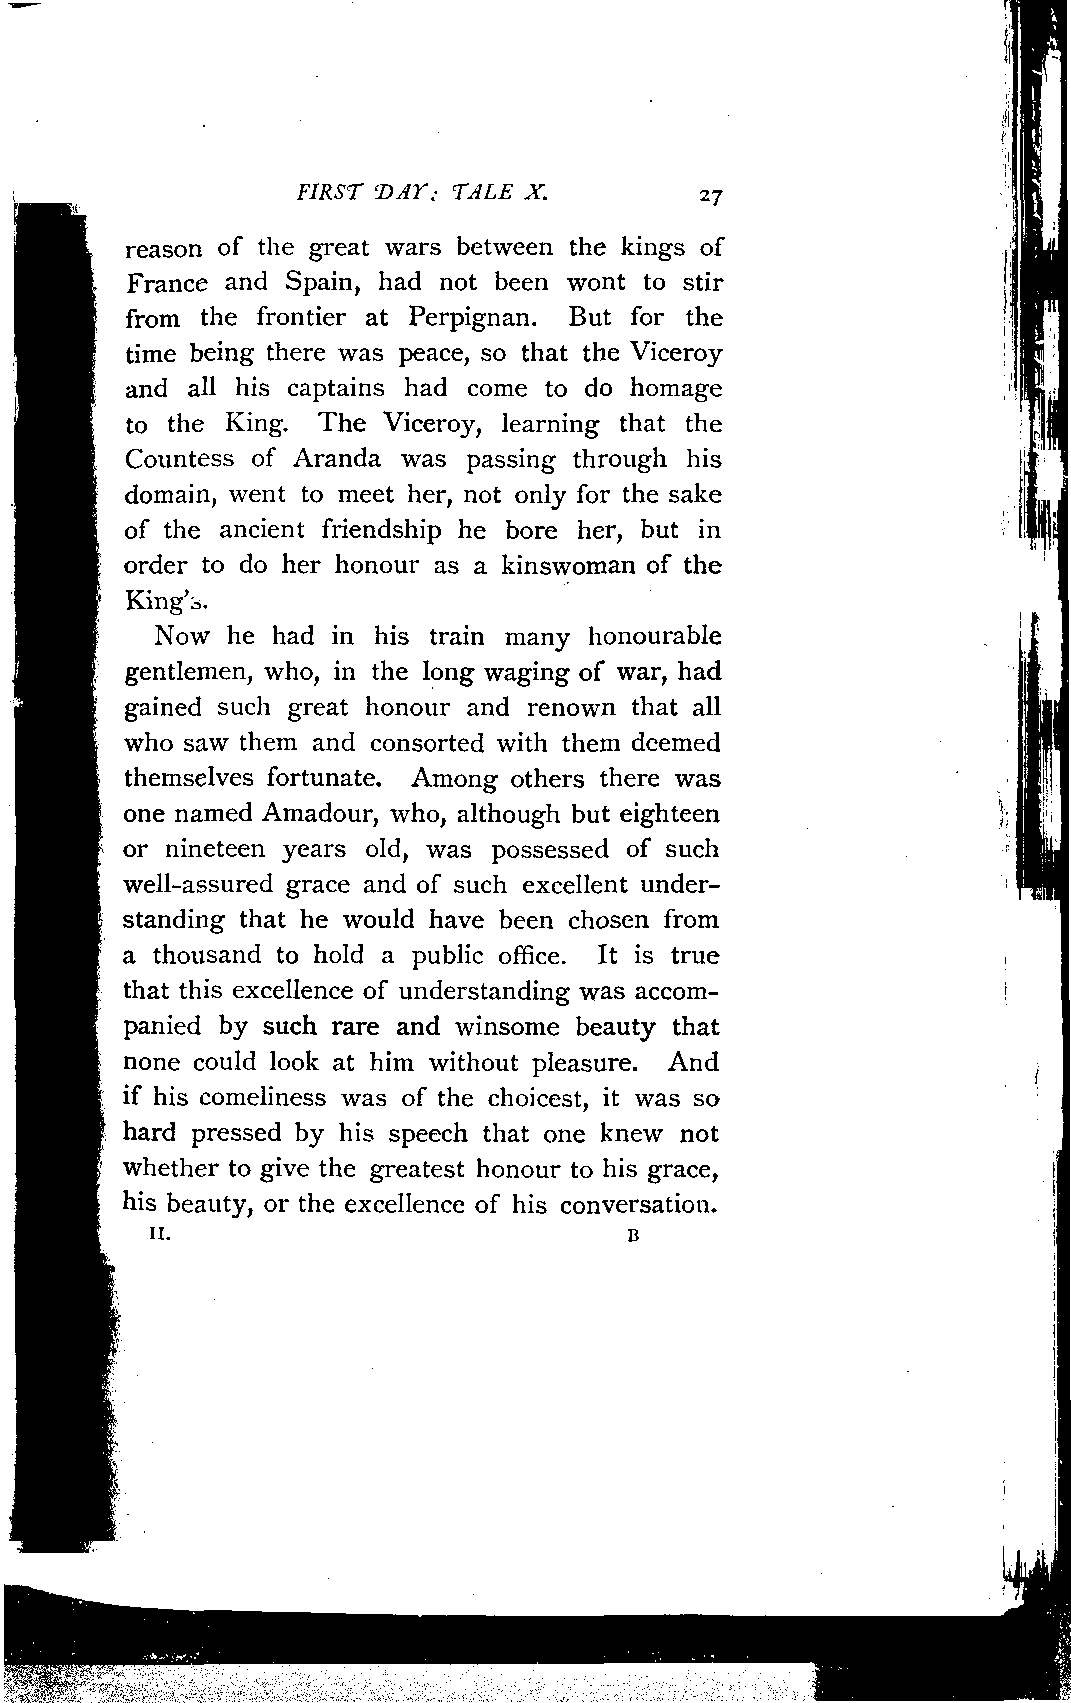 FIRST DAY: TALE X. 27
reason of the great wars between the kings of
France and Spain, had not been wont to stir
from the frontier at Perpignan. But for the
time being there was peace, so that the Viceroy
and all his captains had come to do homage
to the King. The Viceroy, learning that the
Countess of Aranda was passing through his
domain, went to meet her, not only for the sake
of the ancient friendship he bore her, but in
order to do her honour as a kinswoman of the
King's.
Now he had in his train many honourable
gentlemen, who, in the long waging of war, had
gained such great honour and renown that all
who saw them and consorted with them deemed
themselves fortunate. Among others there was
one named Amadour, who, although but eighteen
or nineteen years old, was possessed of such
well-assured grace and of such excellent under-
standing that he would have been chosen from
a thousand to hold a public office. It is true
that this excellence of understanding was accom-
panied by such rare and winsome beauty that
none could look at him without pleasure. And
if his comeliness was of the choicest, it was so
hard pressed by his speech that one knew not
whether to give the greatest honour to his grace,
his beauty, or the excellence of his conversation.
II. B